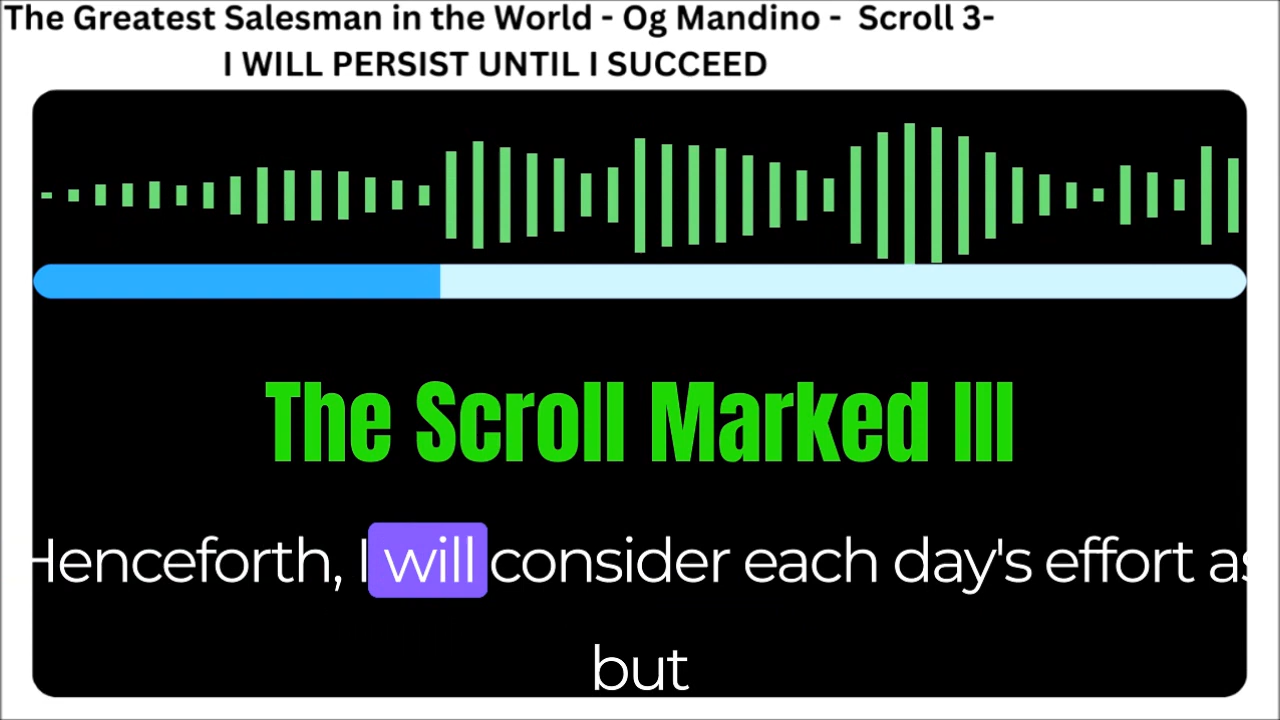 The Greatest Salesman in the World - Og Mandino - Scroll 3-
I WILL PERSIST UNTIL I SUCCEED
The Scroll Marked III
Henceforth, I will consider each day's effort as
but